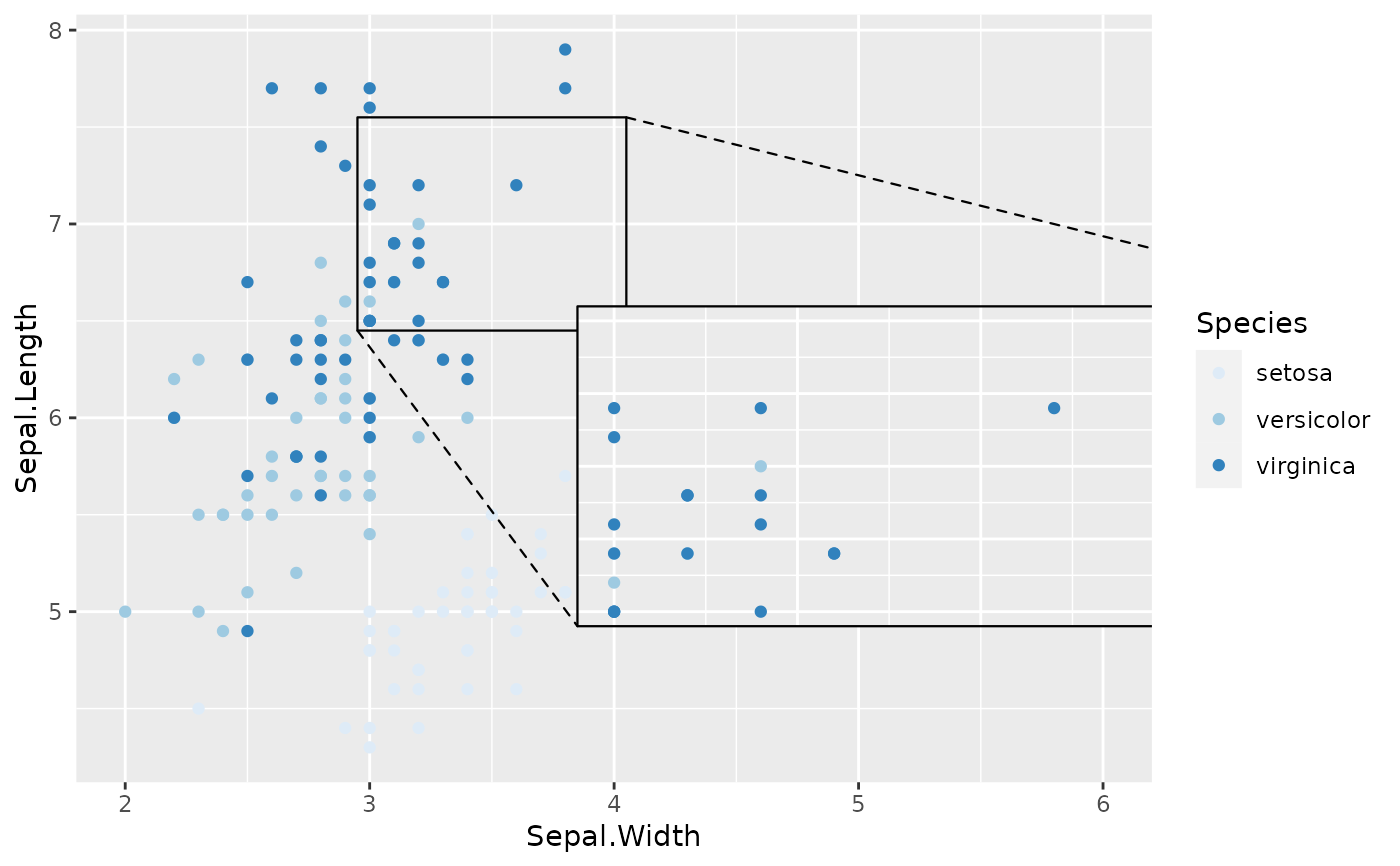 8
7
6
5
Sepal.Length
2 3 4 5 6
Sepal.Width
Species
setosa
versicolor
virginica